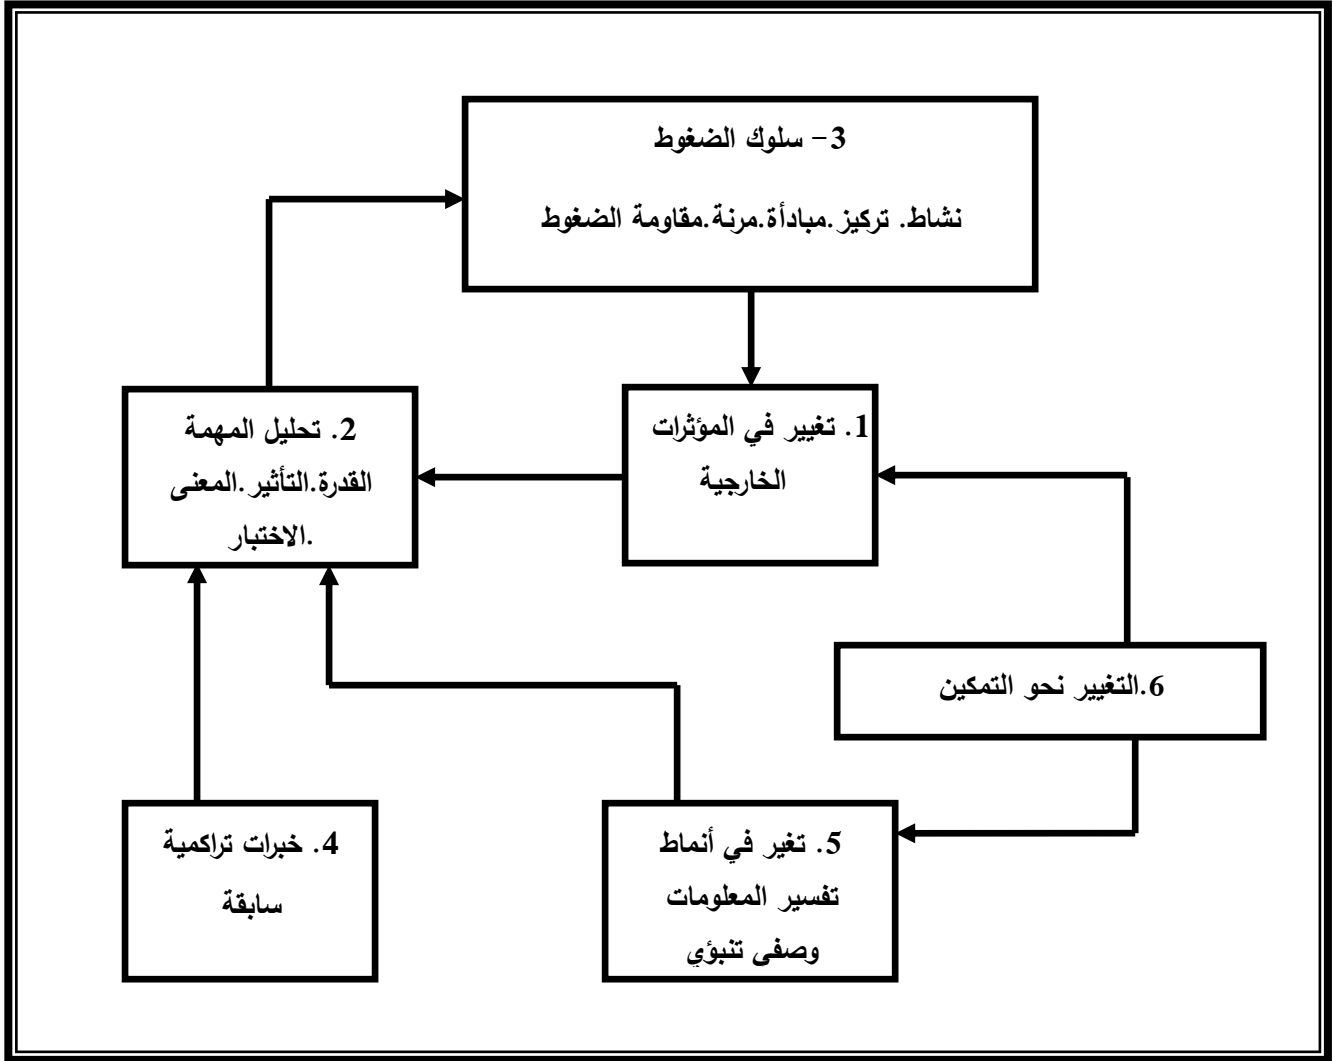 3- سلوك الضغوط
نشاط. تركيز.مبادأة.مرنة.مقاومة الضغوط
1. تغيير في المؤثرات
الخارجية
2. تحليل المهمة
القدرة.التأثير.المعنى
.الاختبار
6.التغيير نحو التمكين
5. تغير في أنماط
تفسير المعلومات
وصفى تنبؤي
4. خبرات تراكمية
سابقة